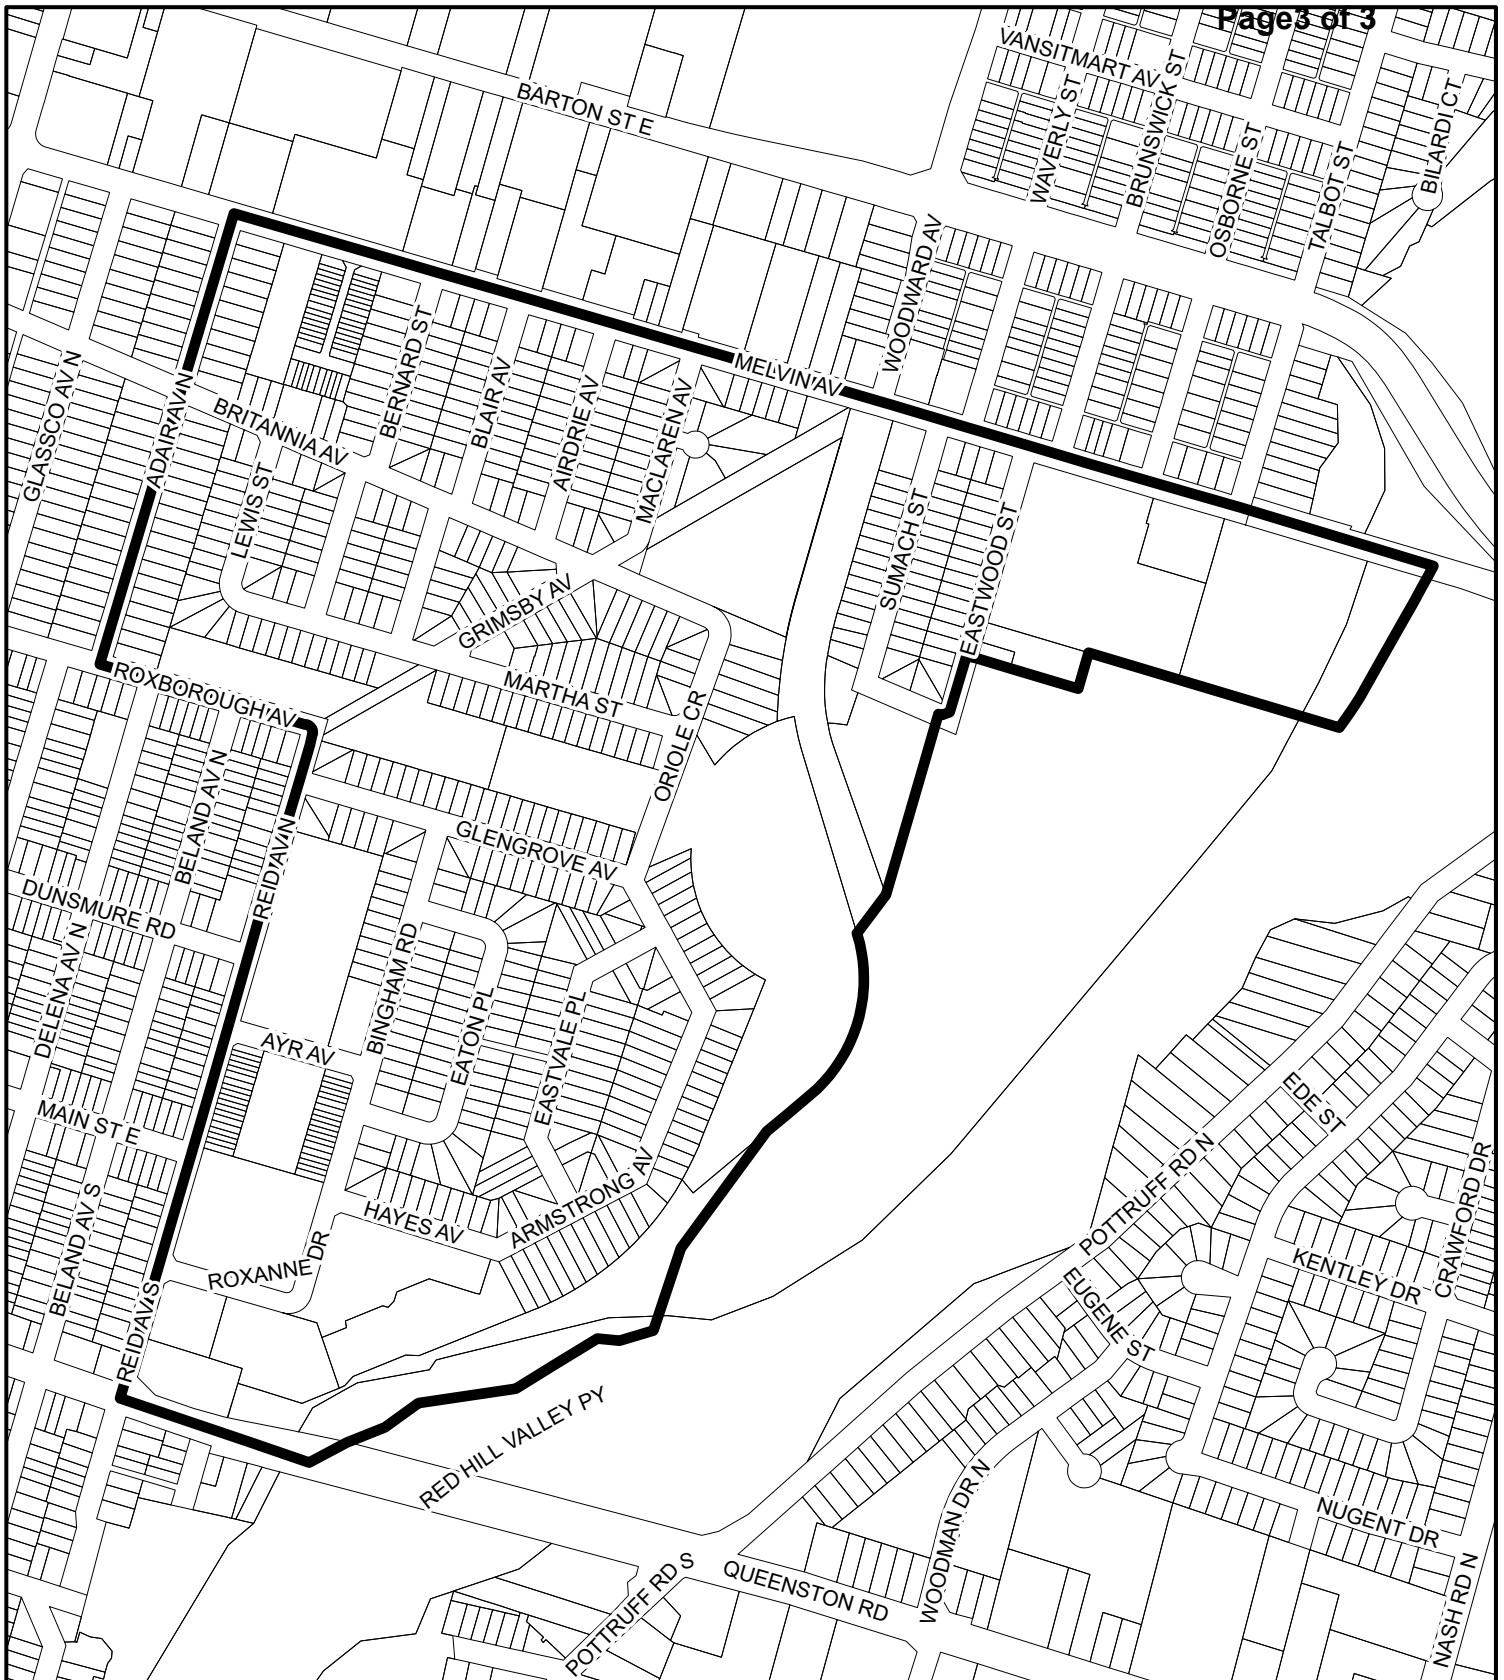 Page3 of 3
VANSITMART AV
BARTON ST E
WAVERLY ST
BRUNSWICK ST
OSBORNE ST
TALBOT ST
BILARDI CT
WOODWARD AV
MELVIN AV
GLASSCO AV N
ADAIR AV N
BRITANNIA AV
BERNARD ST
BLAIR AV
AIRDRIE AV
MACLAREN AV
LEWIS ST
SUMACH ST
EASTWOOD ST
GRIMSBY AV
ROXBOROUGH AV
MARTHA ST
ORIOLE CR
BELAND AV N
REID AV N
GLENGROVE AV
DUNSMURE RD
DELENA AV N
BINGHAM RD
EATON PL
EASTVALE PL
AYR AV
MAIN ST E
EDE ST
POTTRUFF RD N
CRAWFORD DR
BELAND AV S
HAYES AV
ARMSTRONG AV
ROXANNE DR
KENTLEY DR
EUGENE ST
REID AV S
RED HILL VALLEY PY
WOODMAN DR N
NUGENT DR
POTTRUFF RD S
QUEENSTON RD
NASH RD N